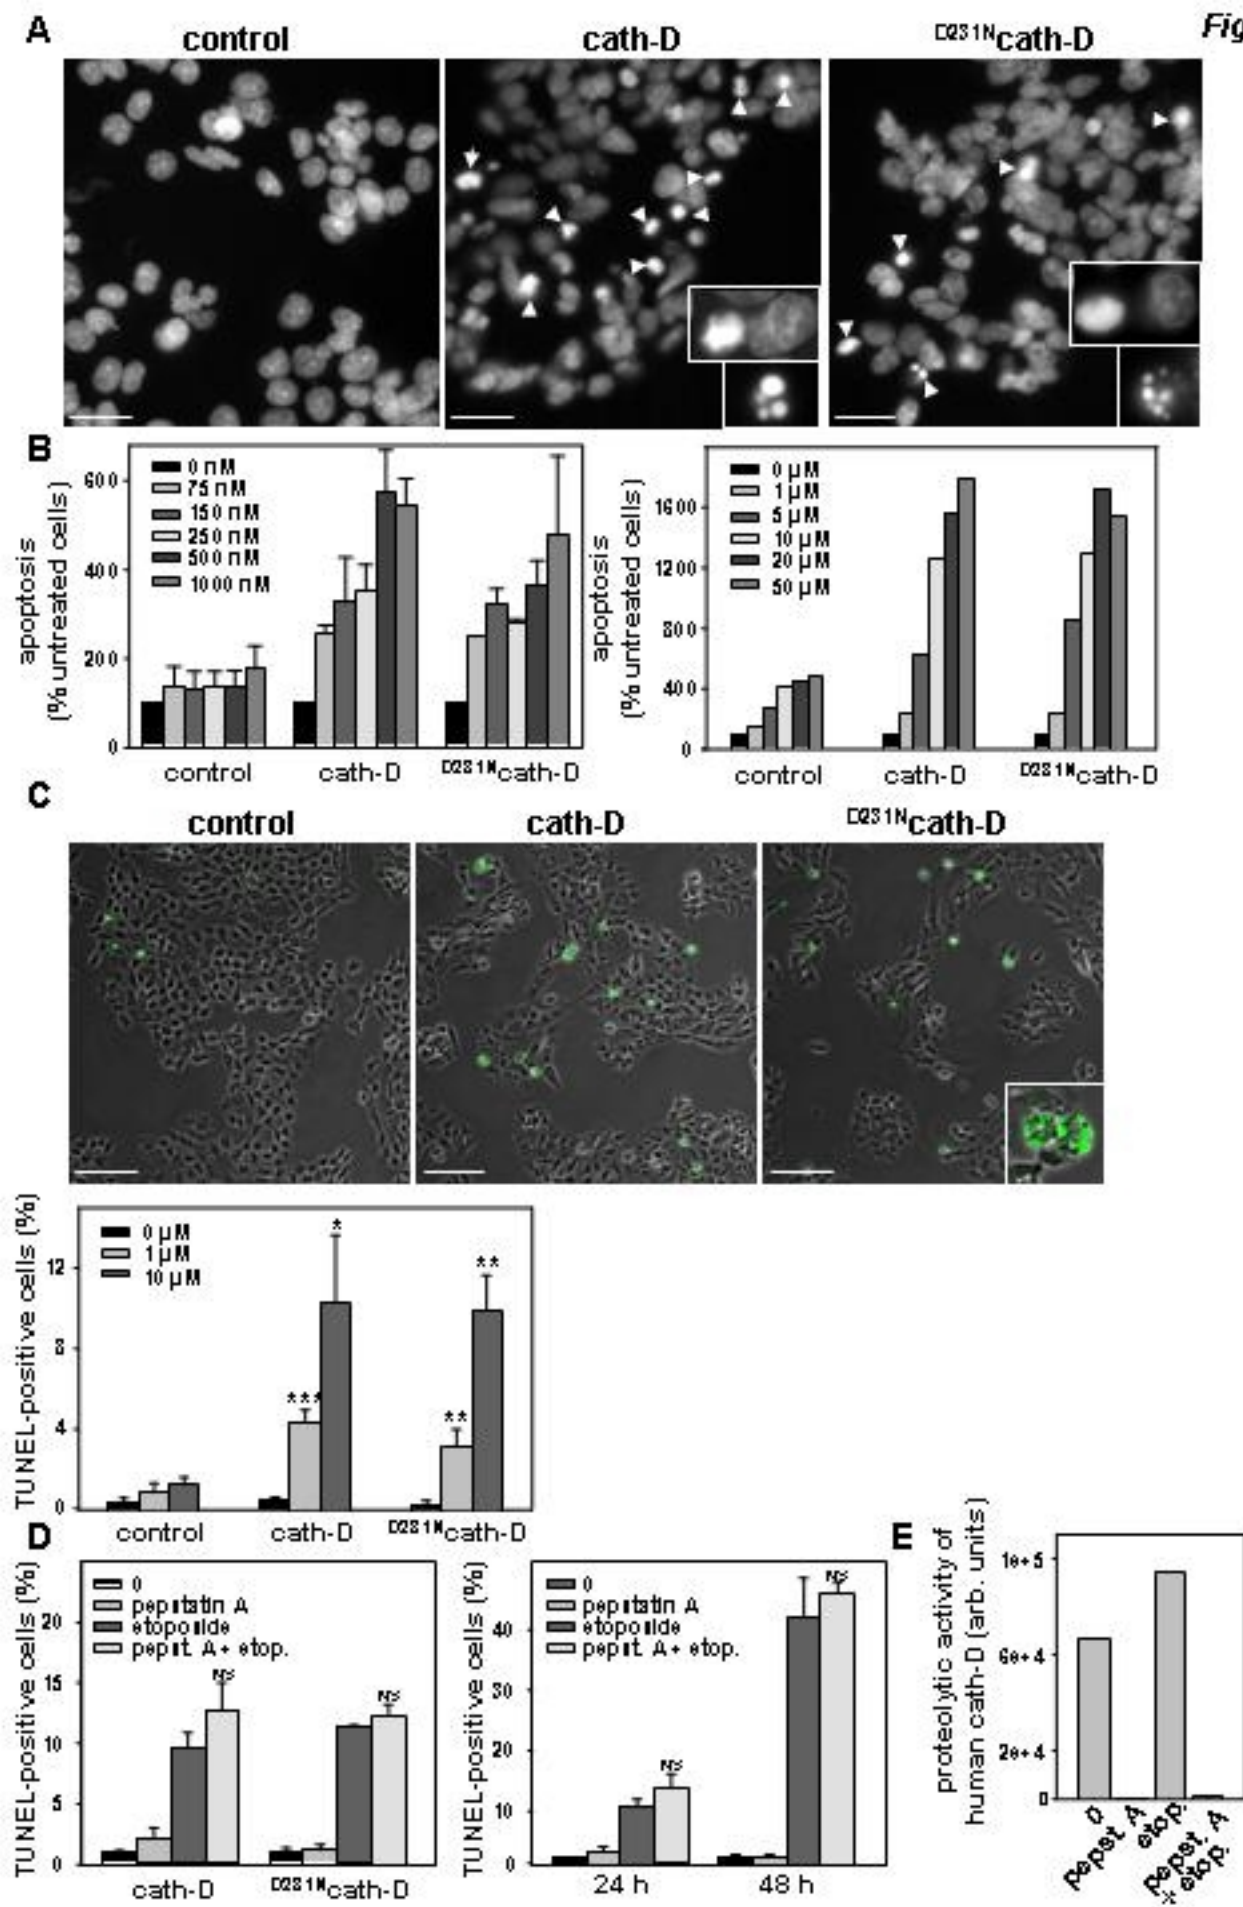 A
control
cath-D
D231Ncath-D
Fig
B
apoptosis
(% untreated cells)
600
400
200
0
0 nM
75 nM
150 nM
250 nM
500 nM
1000 nM
control
cath-D
D231Ncath-D
apoptosis
(% untreated cells)
1600
1200
800
400
0
0 µM
1 µM
5 µM
10 µM
20 µM
50 µM
control
cath-D
D231Ncath-D
C
control
cath-D
D231Ncath-D
TUNEL-positive cells (%)
12
8
4
0
0 µM
1 µM
10 µM
*
***
**
**
control
cath-D
D231Ncath-D
D
TUNEL-positive cells (%)
20
15
10
5
0
0
pepstatin A
etoposide
pepst. A + etop.
NS
NS
cath-D
D231Ncath-D
TUNEL-positive cells (%)
40
30
20
10
0
0
pepstatin A
etoposide
pepst. A + etop.
NS
NS
24 h
48 h
E
proteolytic activity of
human cath-D (arb. units)
1e+5
6e+4
2e+4
0
0
pepst. A
etop.
pepst. A
x etop.